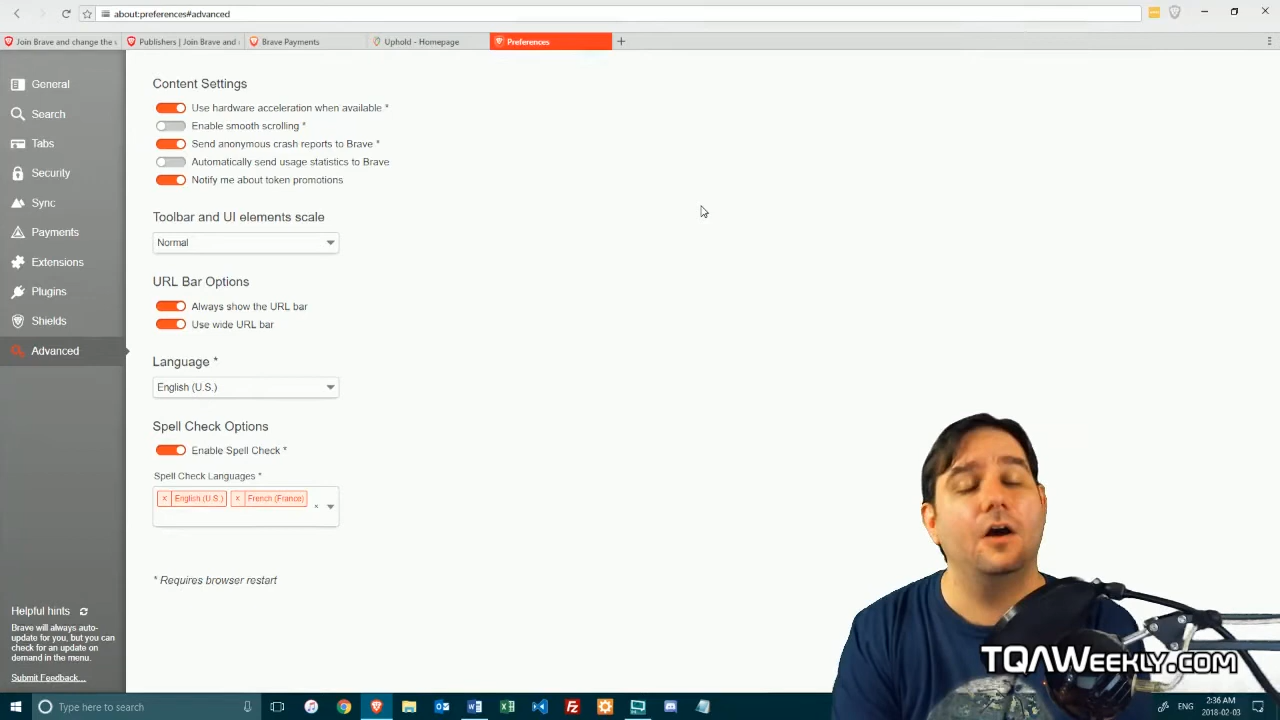 about:preferences#advanced
Join Brave and change the
Publishers | Join Brave and
Brave Payments
Uphold - Homepage
Preferences
General
Search
Tabs
Security
Sync
Payments
Extensions
Plugins
Shields
Advanced
Content Settings
Use hardware acceleration when available *
Enable smooth scrolling *
Send anonymous crash reports to Brave *
Automatically send usage statistics to Brave
Notify me about token promotions
Toolbar and UI elements scale
Normal
URL Bar Options
Always show the URL bar
Use wide URL bar
Language *
English (U.S.)
Spell Check Options
Enable Spell Check *
Spell Check Languages *
× English (U.S.) × French (France) ×
* Requires browser restart
Helpful hints
Brave will always auto-
update for you, but you can
check for an update on
demand in the menu.
Submit Feedback...
TQAWeekly.com
Type here to search
ENG
2:36 AM
2018-02-03